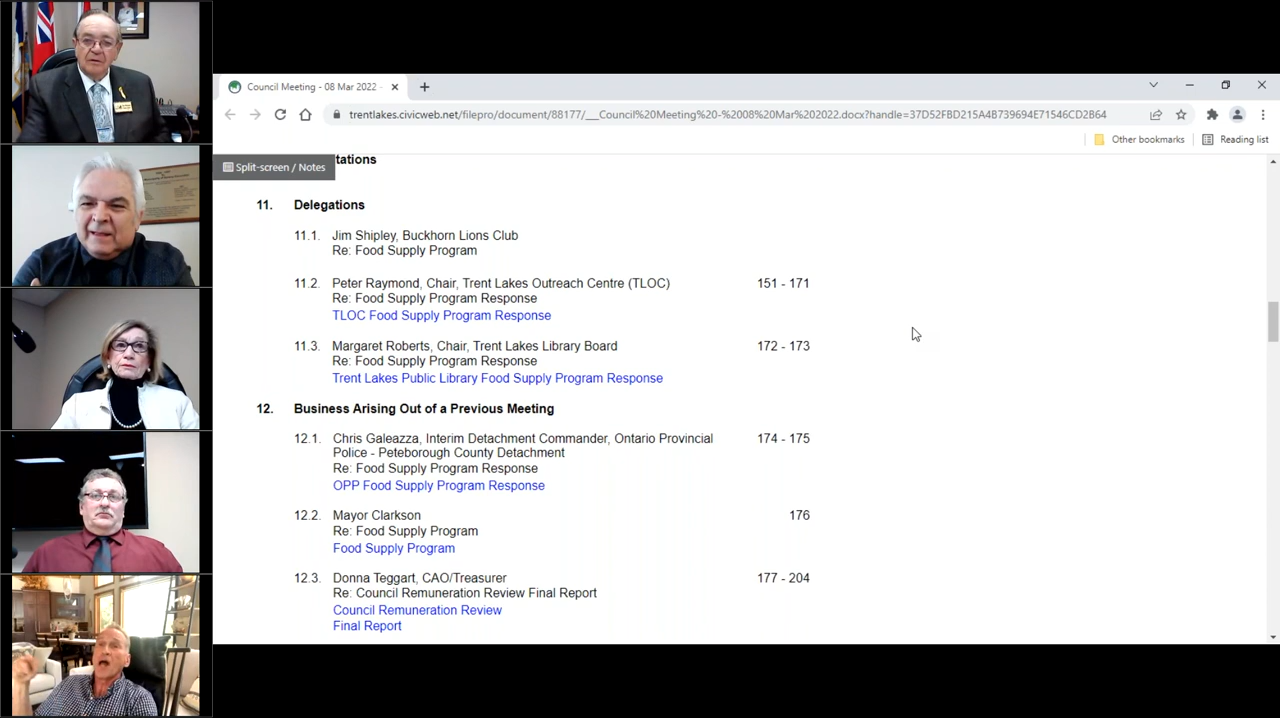 Council Meeting - 08 Mar 2022 -
trentlakes.civicweb.net/filepro/document/88177/__Council%20Meeting%20-%2008%20Mar%202022.docx?handle=37D52FBD215A4B739694E71546CD2B64
Other bookmarks
Reading list
Split-screen / Notes
tations
11. Delegations
11.1. Jim Shipley, Buckhorn Lions Club
Re: Food Supply Program
11.2. Peter Raymond, Chair, Trent Lakes Outreach Centre (TLOC) 151 - 171
Re: Food Supply Program Response
TLOC Food Supply Program Response
11.3. Margaret Roberts, Chair, Trent Lakes Library Board 172 - 173
Re: Food Supply Program Response
Trent Lakes Public Library Food Supply Program Response
12. Business Arising Out of a Previous Meeting
12.1. Chris Galeazza, Interim Detachment Commander, Ontario Provincial 174 - 175
Police - Peteborough County Detachment
Re: Food Supply Program Response
OPP Food Supply Program Response
12.2. Mayor Clarkson 176
Re: Food Supply Program
Food Supply Program
12.3. Donna Teggart, CAO/Treasurer 177 - 204
Re: Council Remuneration Review Final Report
Council Remuneration Review
Final Report